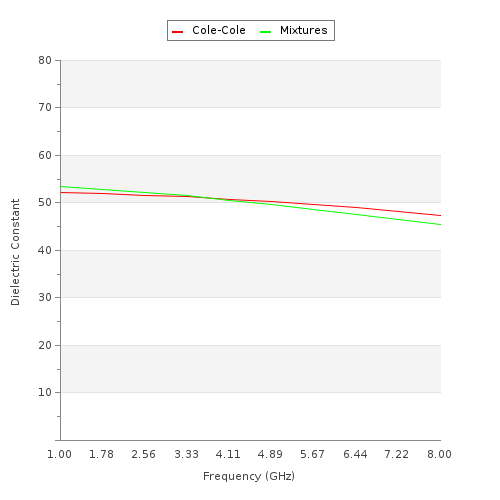 Cole-Cole Mixtures
80
70
60
50
40
30
20
10
Dielectric Constant
1.00 1.78 2.56 3.33 4.11 4.89 5.67 6.44 7.22 8.00
Frequency (GHz)